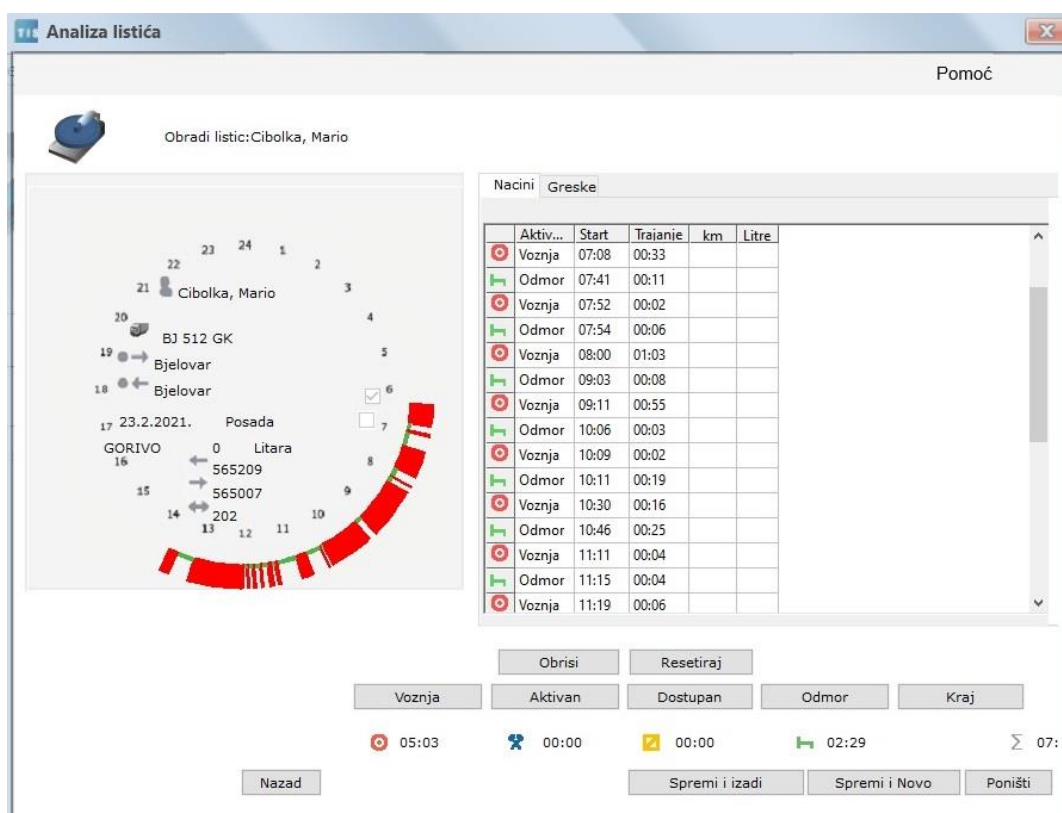 TIS Analiza listića
Pomoć
Obradi listic:Cibolka, Mario
Nacini Greske
Aktiv... Start Trajanje km Litre
Voznja 07:08 00:33
Odmor 07:41 00:11
Voznja 07:52 00:02
Odmor 07:54 00:06
Voznja 08:00 01:03
Odmor 09:03 00:08
Voznja 09:11 00:55
Odmor 10:06 00:03
Voznja 10:09 00:02
Odmor 10:11 00:19
Voznja 10:30 00:16
Odmor 10:46 00:25
Voznja 11:11 00:04
Odmor 11:15 00:04
Voznja 11:19 00:06
24
23 1
22 2
21 Cibolka, Mario 3
20 4
BJ 512 GK
19 Bjelovar 5
18 Bjelovar 6
17 23.2.2021. Posada 7
GORIVO 0 Litara
16 565209 8
15 565007 9
14 202 10
13 12 11
Obrisi Resetiraj
Voznja Aktivan Dostupan Odmor Kraj
05:03 00:00 00:00 02:29 Σ 07:
Nazad Spremi i izadi Spremi i Novo Poništi